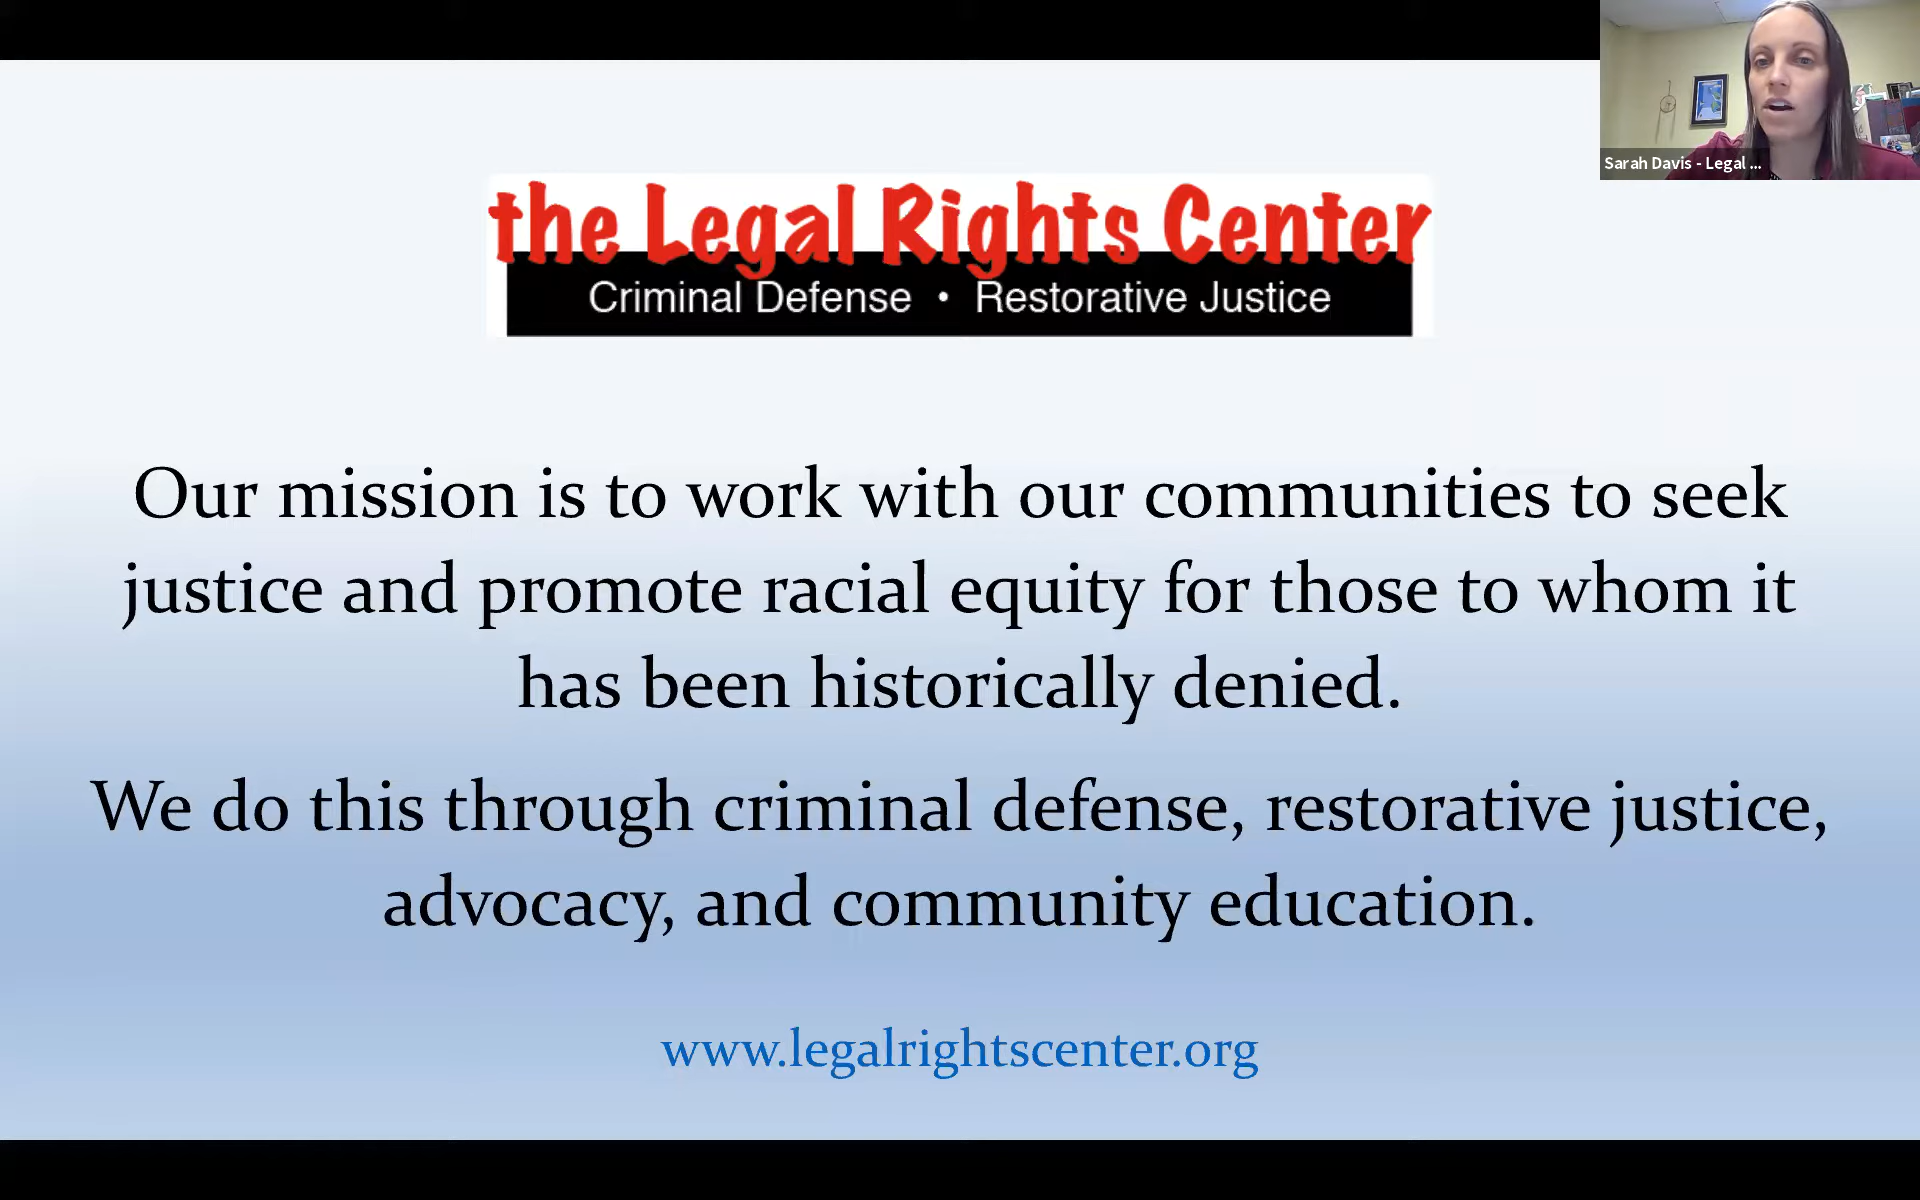 Sarah Davis - Legal ...
the Legal Rights Center
Criminal Defense • Restorative Justice
Our mission is to work with our communities to seek
justice and promote racial equity for those to whom it
has been historically denied.
We do this through criminal defense, restorative justice,
advocacy, and community education.
www.legalrightscenter.org